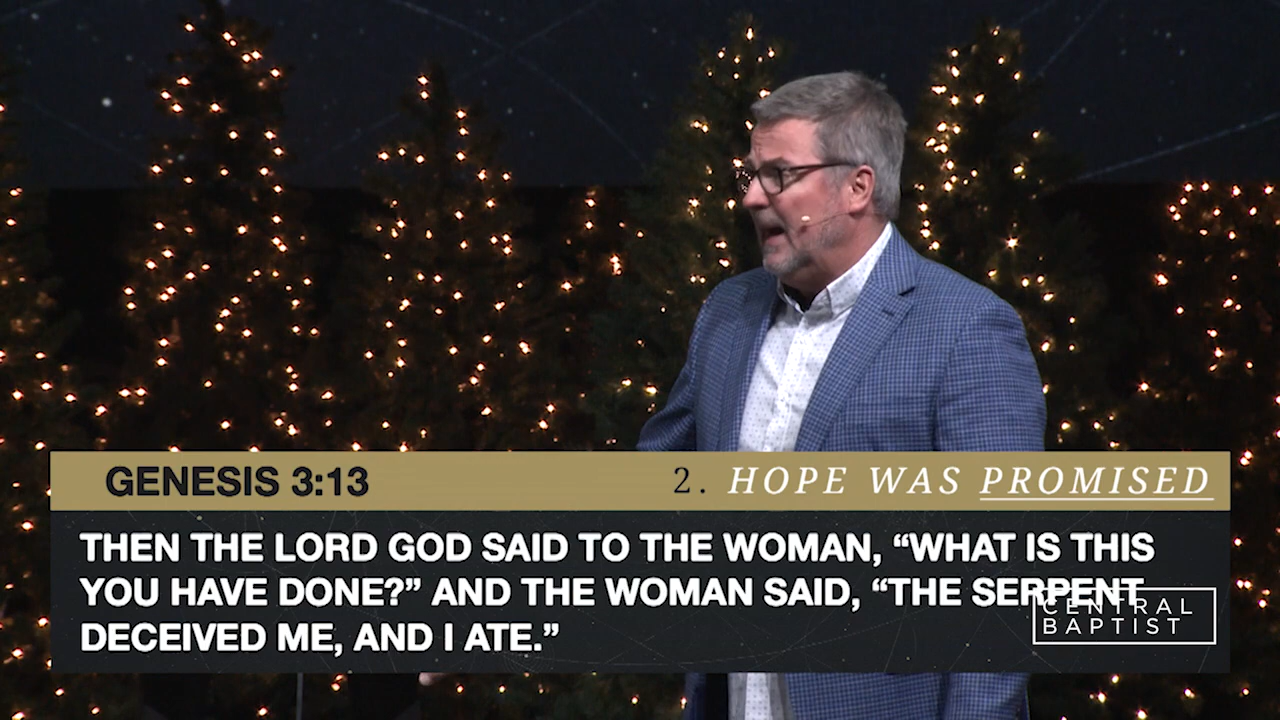 GENESIS 3:13
2. HOPE WAS PROMISED
THEN THE LORD GOD SAID TO THE WOMAN, “WHAT IS THIS
YOU HAVE DONE?” AND THE WOMAN SAID, “THE SERPENT
DECEIVED ME, AND I ATE.”
CENTRAL
BAPTIST